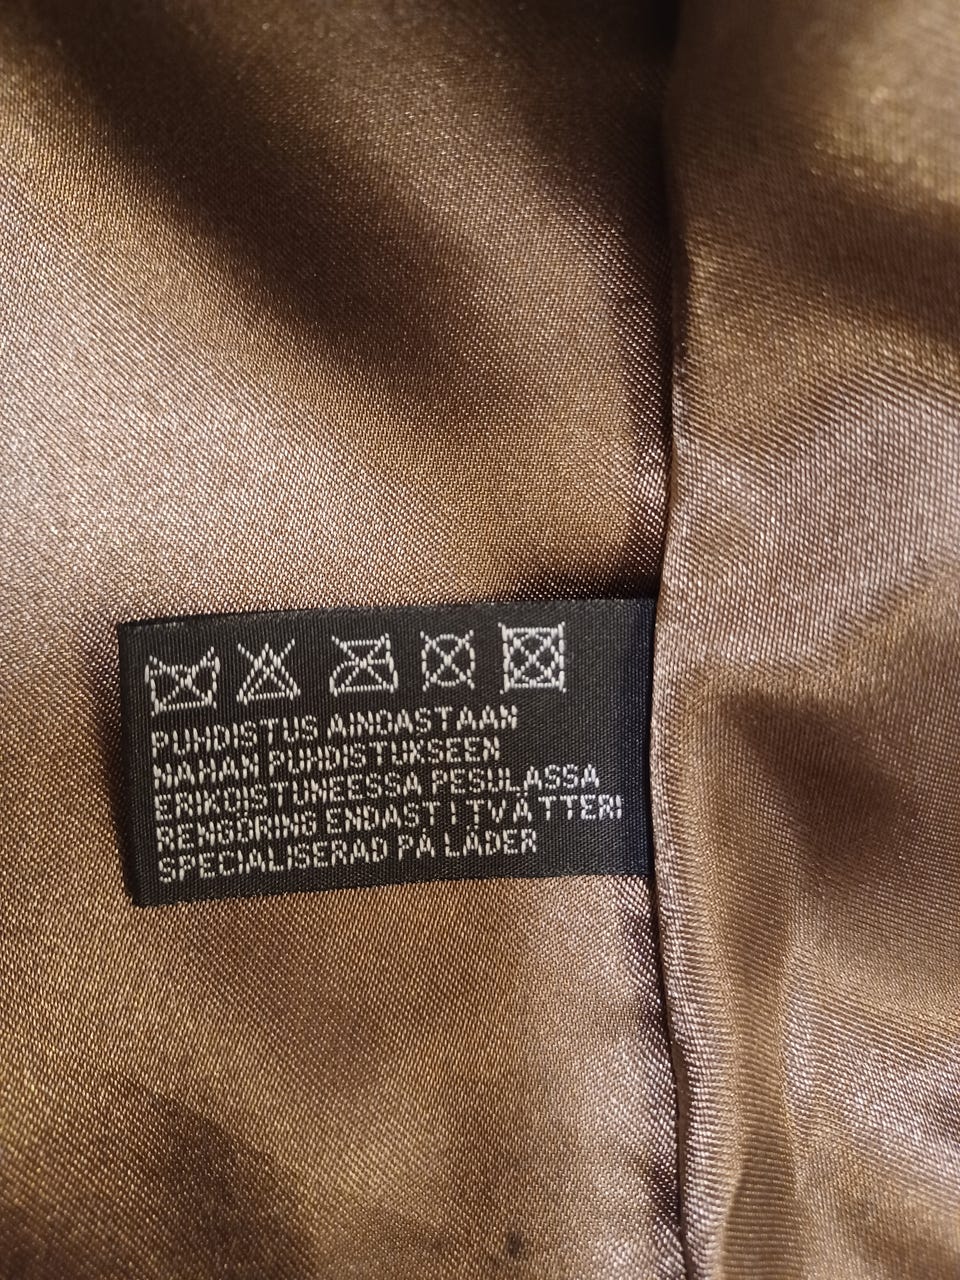 PUHDISTUS AINOASTAAN
NAHAN PUHDISTUKSEEN
ERIKOISTUNEESSA PESULASSA
RENGÖRING ENDAST I TVÄTTERI
SPECIALISERAD PÅ LÄDER